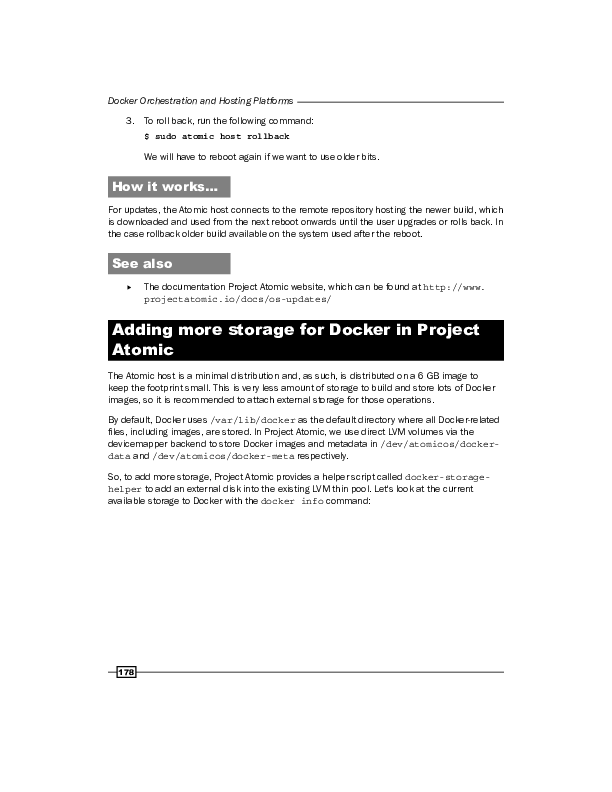 Docker Orchestration and Hosting Platforms
3. To roll back, run the following command:
$ sudo atomic host rollback
We will have to reboot again if we want to use older bits.
How it works…
For updates, the Atomic host connects to the remote repository hosting the newer build, which
is downloaded and used from the next reboot onwards until the user upgrades or rolls back. In
the case rollback older build available on the system used after the reboot.
See also
► The documentation Project Atomic website, which can be found at http://www.
projectatomic.io/docs/os-updates/
Adding more storage for Docker in Project
Atomic
The Atomic host is a minimal distribution and, as such, is distributed on a 6 GB image to
keep the footprint small. This is very less amount of storage to build and store lots of Docker
images, so it is recommended to attach external storage for those operations.
By default, Docker uses /var/lib/docker as the default directory where all Docker-related
files, including images, are stored. In Project Atomic, we use direct LVM volumes via the
devicemapper backend to store Docker images and metadata in /dev/atomicos/docker-
data and /dev/atomicos/docker-meta respectively.
So, to add more storage, Project Atomic provides a helper script called docker-storage-
helper to add an external disk into the existing LVM thin pool. Let's look at the current
available storage to Docker with the docker info command:
178